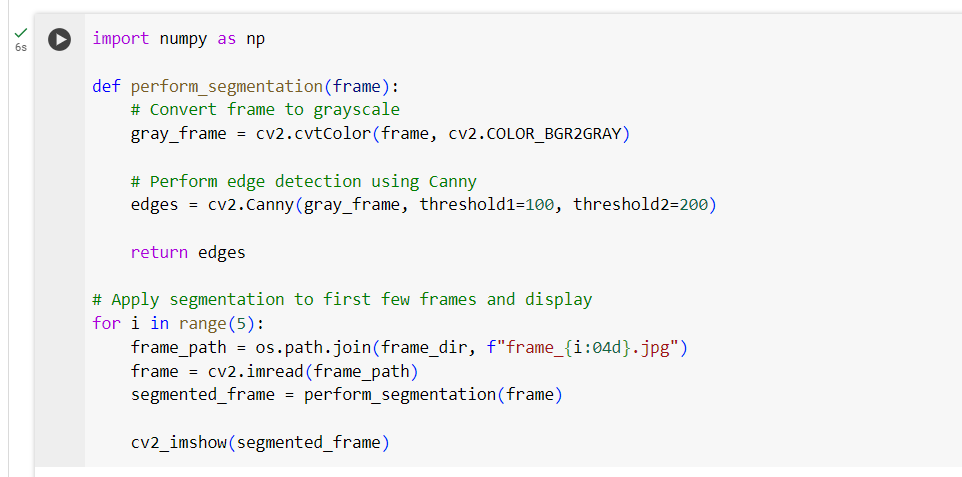 6s
import numpy as np
def perform_segmentation(frame):
# Convert frame to grayscale
gray_frame = cv2.cvtColor(frame, cv2.COLOR_BGR2GRAY)
# Perform edge detection using Canny
edges = cv2.Canny(gray_frame, threshold1=100, threshold2=200)
return edges
# Apply segmentation to first few frames and display
for i in range(5):
frame_path = os.path.join(frame_dir, f"frame_{i:04d}.jpg")
frame = cv2.imread(frame_path)
segmented_frame = perform_segmentation(frame)
cv2_imshow(segmented_frame)